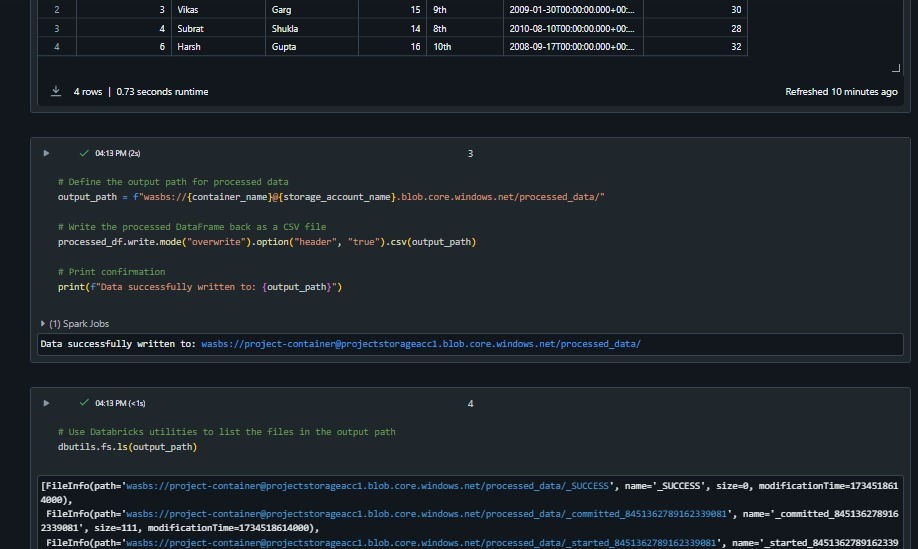 2 3 Vikas Garg 15 9th 2009-01-30T00:00:00.000+00:... 30
3 4 Subrat Shukla 14 8th 2010-08-10T00:00:00.000+00:... 28
4 6 Harsh Gupta 16 10th 2008-09-17T00:00:00.000+00:... 32
4 rows | 0.73 seconds runtime Refreshed 10 minutes ago
04:13 PM (2s) 3
# Define the output path for processed data
output_path = f"wasbs://{container_name}@{storage_account_name}.blob.core.windows.net/processed_data/"
# Write the processed DataFrame back as a CSV file
processed_df.write.mode("overwrite").option("header", "true").csv(output_path)
# Print confirmation
print(f"Data successfully written to: {output_path}")
(1) Spark Jobs
Data successfully written to: wasbs://project-container@projectstorageacc1.blob.core.windows.net/processed_data/
04:13 PM (<1s) 4
# Use Databricks utilities to list the files in the output path
dbutils.fs.ls(output_path)
[FileInfo(path='wasbs://project-container@projectstorageacc1.blob.core.windows.net/processed_data/_SUCCESS', name='_SUCCESS', size=0, modificationTime=173451861
4000),
FileInfo(path='wasbs://project-container@projectstorageacc1.blob.core.windows.net/processed_data/_committed_8451362789162339081', name='_committed_845136278916
2339081', size=111, modificationTime=1734518614000),
FileInfo(path='wasbs://project-container@projectstorageacc1.blob.core.windows.net/processed_data/_started_8451362789162339081', name='_started_845136278916233​9